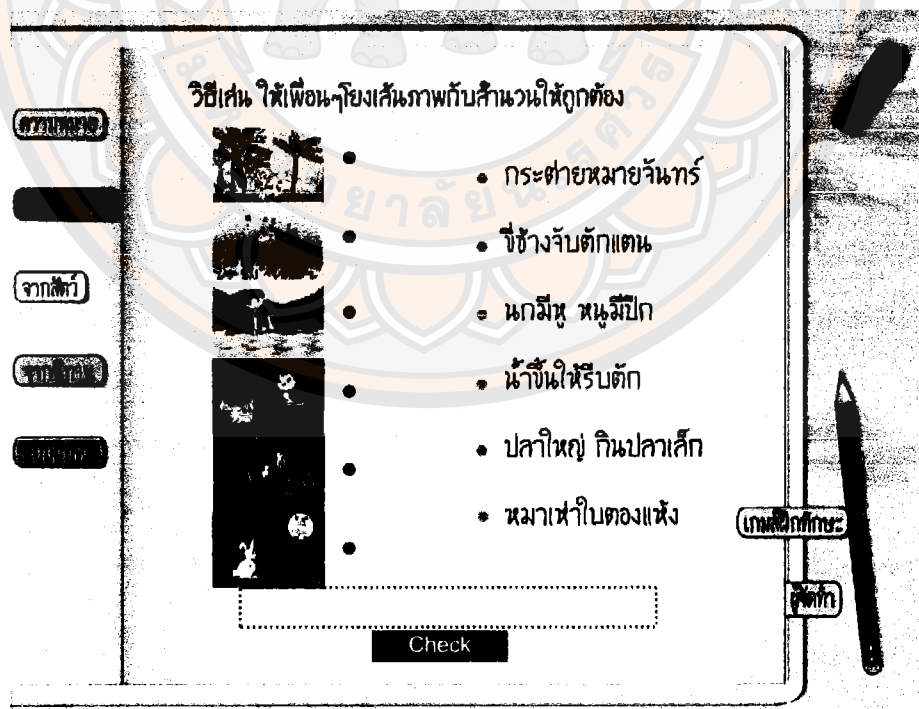 วิธีเล่น ให้เพื่อนๆโยงเส้นภาพกับสำนวนให้ถูกต้อง
กระต่ายหมายจันทร์
ขี่ช้างจับตักแตน
จากสัตว์
นกมีหู หนูมีปีก
น้ำขึ้นให้รีบตัก
ปลาใหญ่ กินปลาเล็ก
หมาเห่าใบตองแห้ง
เกมส์ฝึกทักษะ
ผู้จัดทำ
Check